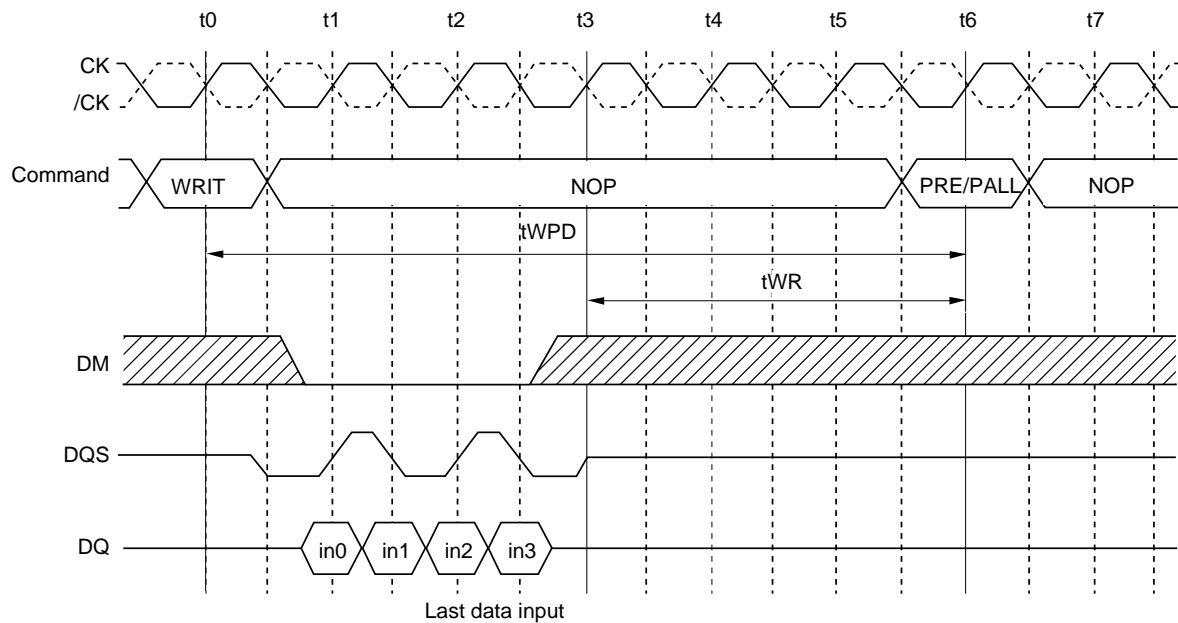 t0 t1 t2 t3 t4 t5 t6 t7
CK
/CK
Command WRIT NOP PRE/PALL NOP
tWPD
tWR
DM
DQS
DQ in0 in1 in2 in3
Last data input